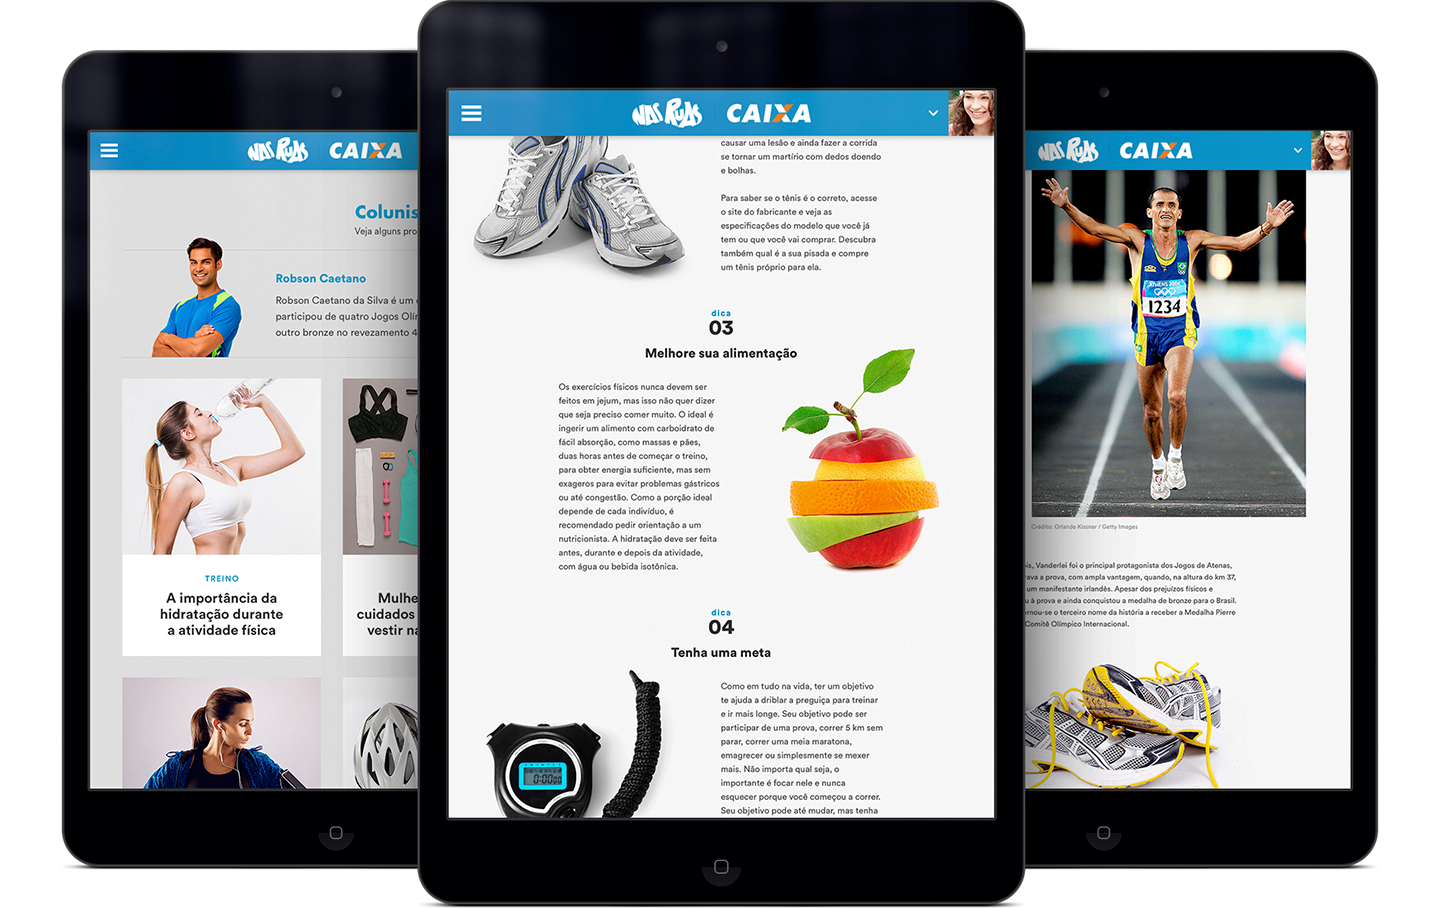 NAS RUAS CAIXA
Colunis
Veja alguns pro
Robson Caetano
Robson Caetano da Silva é um
participou de quatro Jogos Olí
outro bronze no revezamento 4
TREINO
A importância da
hidratação durante
a atividade física
Mulhe
cuidados
vestir na
NAS RUAS CAIXA
causar uma lesão e ainda fazer a corrida
se tornar um martírio com dedos doendo
e bolhas.
Para saber se o tênis é o correto, acesse
o site do fabricante e veja as
especificações do modelo que você já
tem ou que você vai comprar. Descubra
também qual é a sua pisada e compre
um tênis próprio para ela.
dica
03
Melhore sua alimentação
Os exercícios físicos nunca devem ser
feitos em jejum, mas isso não quer dizer
que seja preciso comer muito. O ideal é
ingerir um alimento com carboidrato de
fácil absorção, como massas e pães,
duas horas antes de começar o treino,
para obter energia suficiente, mas sem
exageros para evitar problemas gástricos
ou até congestão. Como a porção ideal
depende de cada indivíduo, é
recomendado pedir orientação a um
nutricionista. A hidratação deve ser feita
antes, durante e depois da atividade,
com água ou bebida isotônica.
dica
04
Tenha uma meta
Como em tudo na vida, ter um objetivo
te ajuda a driblar a preguiça para treinar
e ir mais longe. Seu objetivo pode ser
participar de uma prova, correr 5 km sem
parar, correr uma meia maratona,
emagrecer ou simplesmente se mexer
mais. Não importa qual seja, o
importante é focar nele e nunca
esquecer porque você começou a correr.
Seu objetivo pode até mudar, mas tenha
0:00
NAS RUAS CAIXA
ATHENS 2004
1234
Crédito: Orlando Kissner / Getty Images
is, Vanderlei foi o principal protagonista dos Jogos de Atenas,
ava a prova, com ampla vantagem, quando, na altura do km 37,
um manifestante irlandês. Apesar dos prejuízos físicos e
u à prova e ainda conquistou a medalha de bronze para o Brasil.
rnou-se o terceiro nome da história a receber a Medalha Pierre
Comitê Olímpico Internacional.